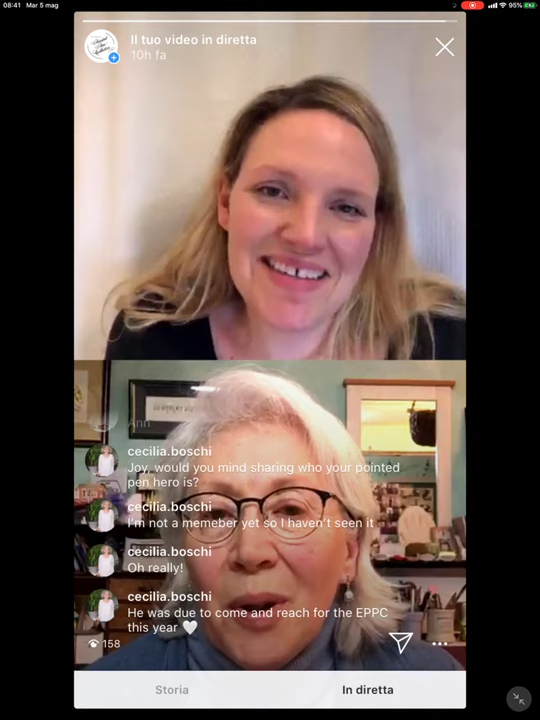 08:41 Mar 5 mag
95%
Il tuo video in diretta
10h fa
Ann
cecilia.boschi
Joy, would you mind sharing who your pointed
pen hero is?
cecilia.boschi
I'm not a memeber yet so I haven't seen it
cecilia.boschi
Oh really!
cecilia.boschi
He was due to come and reach for the EPPC
this year
158
Storia
In diretta